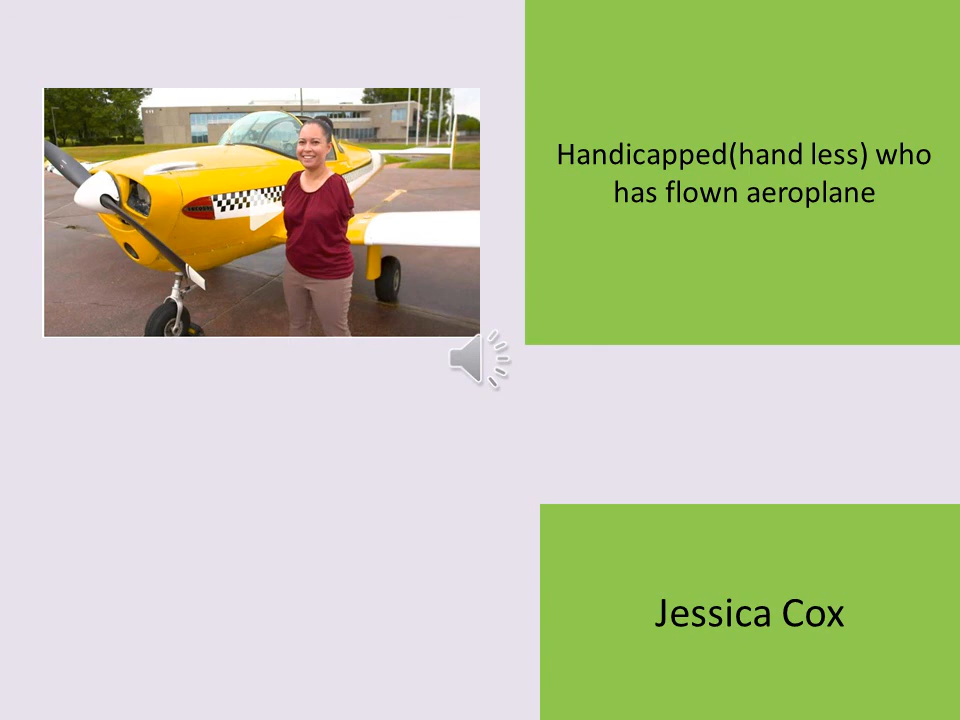 Handicapped(hand less) who
has flown aeroplane
Jessica Cox